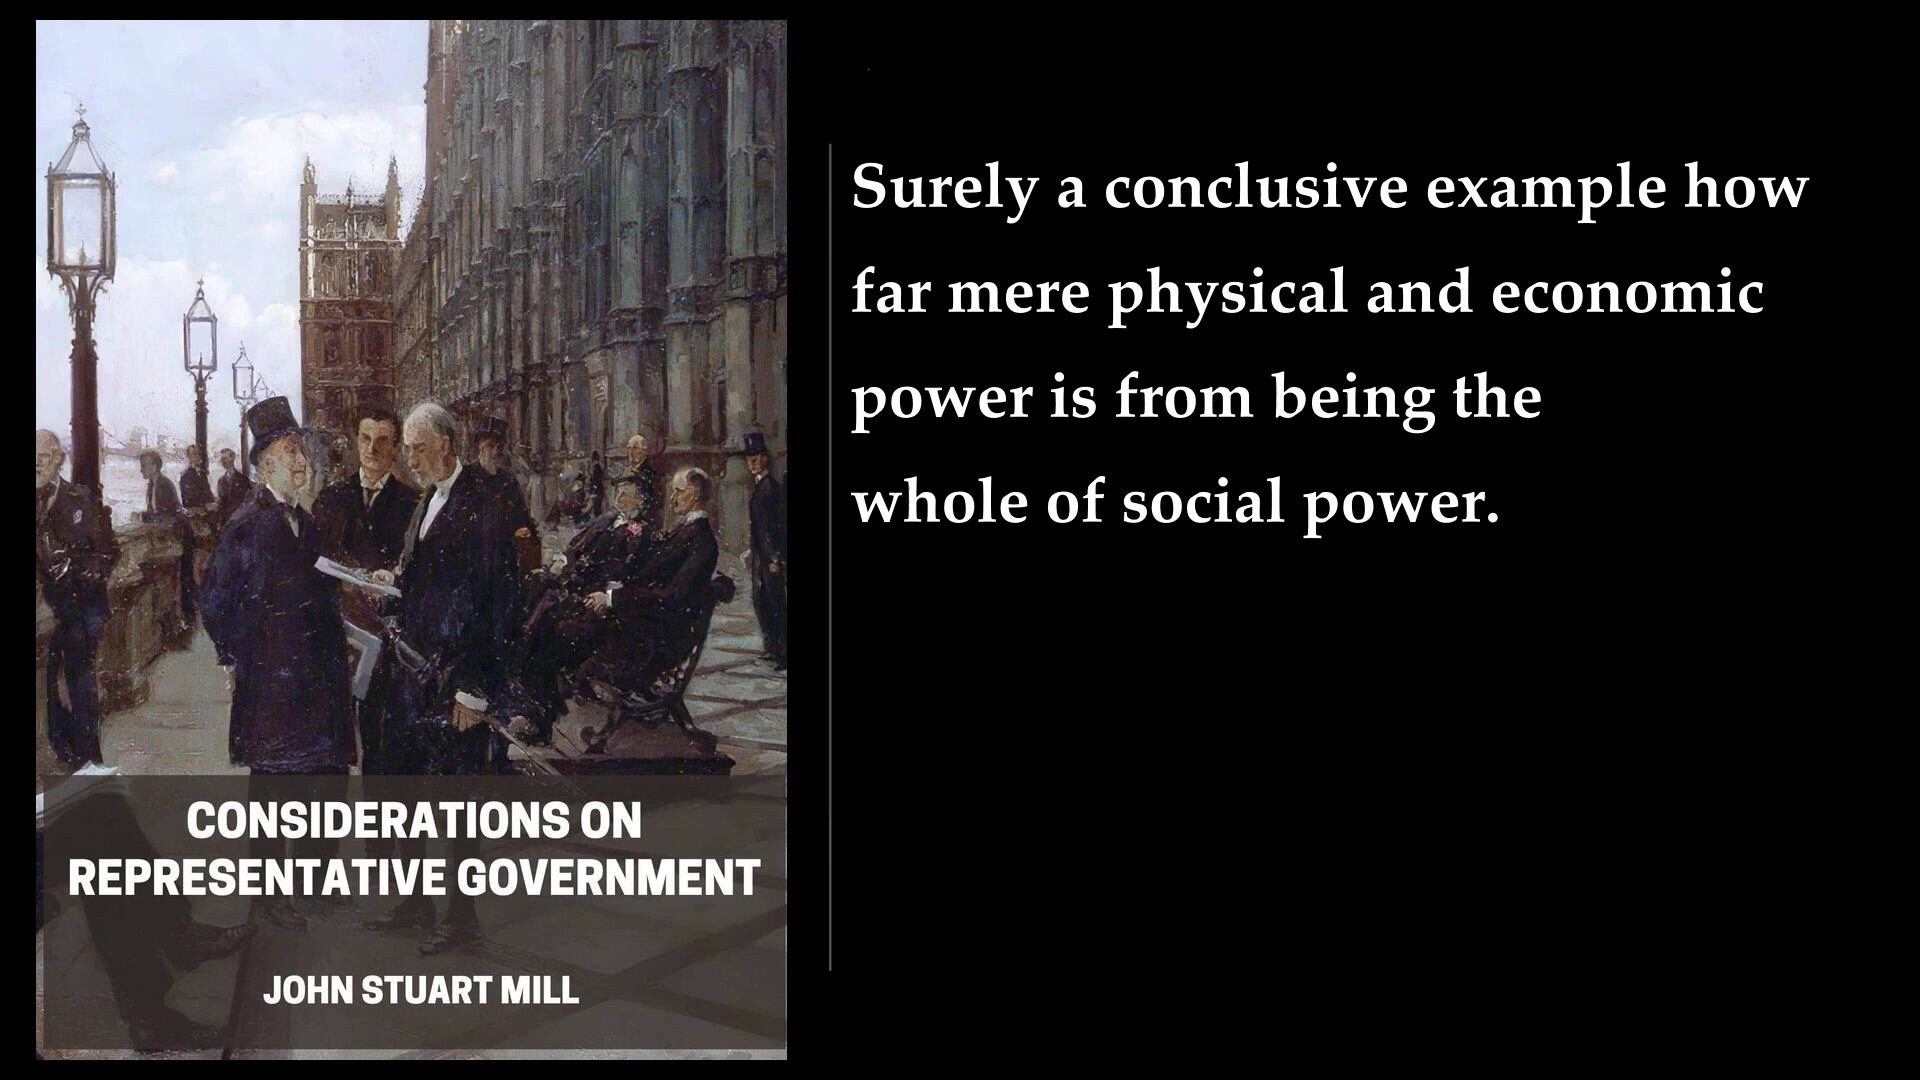 Surely a conclusive example how
far mere physical and economic
power is from being the
whole of social power.
CONSIDERATIONS ON
REPRESENTATIVE GOVERNMENT
JOHN STUART MILL